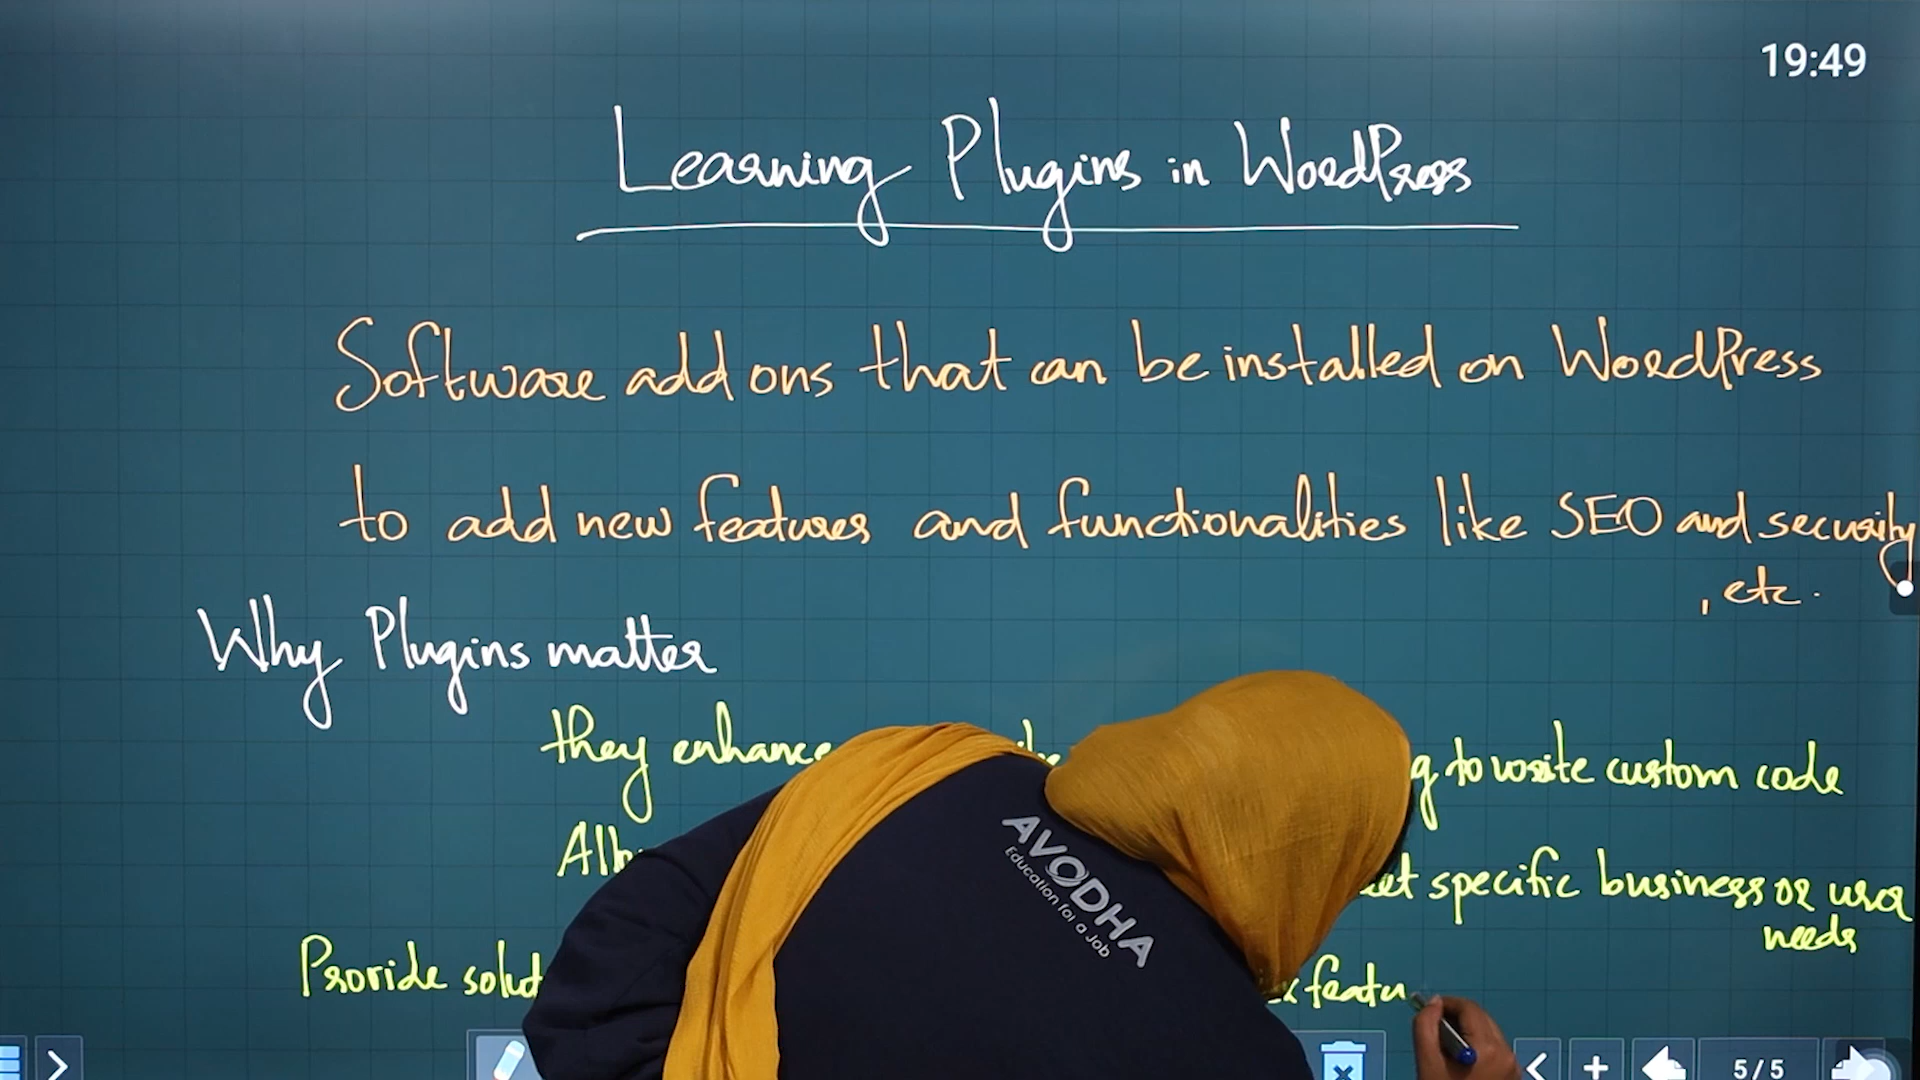 19:49
Learning Plugins in WordPress
Software add ons that can be installed on WordPress
to add new features and functionalities like SEO and security
, etc.
Why Plugins matter
they enhance to write custom code
specific business or user
needs
Provide
AVODHA
Education for a Job
5/5